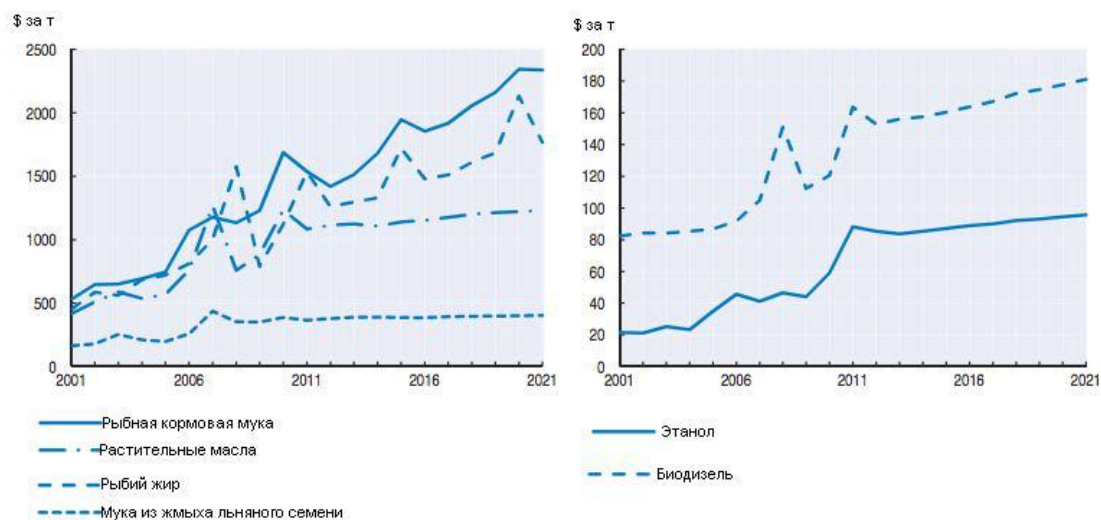 $ за т
2500
2000
1500
1000
500
0
2001 2006 2011 2016 2021
Рыбная кормовая мука
Растительные масла
Рыбий жир
Мука из жмыха льняного семени
$ за т
200
180
160
140
120
100
80
60
40
20
0
2001 2006 2011 2016 2021
Этанол
Биодизель